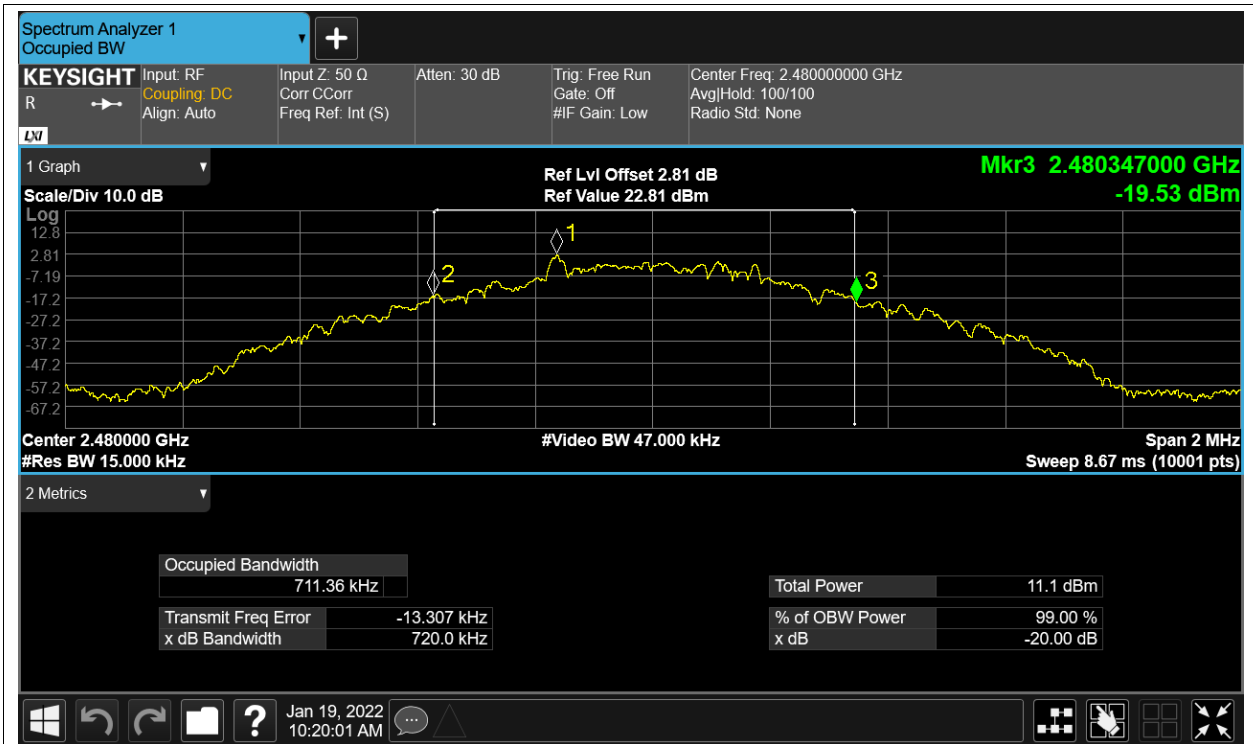 Spectrum Analyzer 1
Occupied BW
KEYSIGHT
R
LXI
Input: RF
Coupling: DC
Align: Auto
Input Z: 50 Ω
Corr CCorr
Freq Ref: Int (S)
Atten: 30 dB
Trig: Free Run
Gate: Off
#IF Gain: Low
Center Freq: 2.480000000 GHz
Avg|Hold: 100/100
Radio Std: None
1 Graph
Scale/Div 10.0 dB
Ref Lvl Offset 2.81 dB
Ref Value 22.81 dBm
Mkr3 2.480347000 GHz
-19.53 dBm
Log
12.8
2.81
-7.19
-17.2
-27.2
-37.2
-47.2
-57.2
-67.2
1
2
3
Center 2.480000 GHz
#Res BW 15.000 kHz
#Video BW 47.000 kHz
Span 2 MHz
Sweep 8.67 ms (10001 pts)
2 Metrics
Occupied Bandwidth
711.36 kHz
Transmit Freq Error -13.307 kHz
x dB Bandwidth 720.0 kHz
Total Power 11.1 dBm
% of OBW Power 99.00 %
x dB -20.00 dB
?
Jan 19, 2022
10:20:01 AM